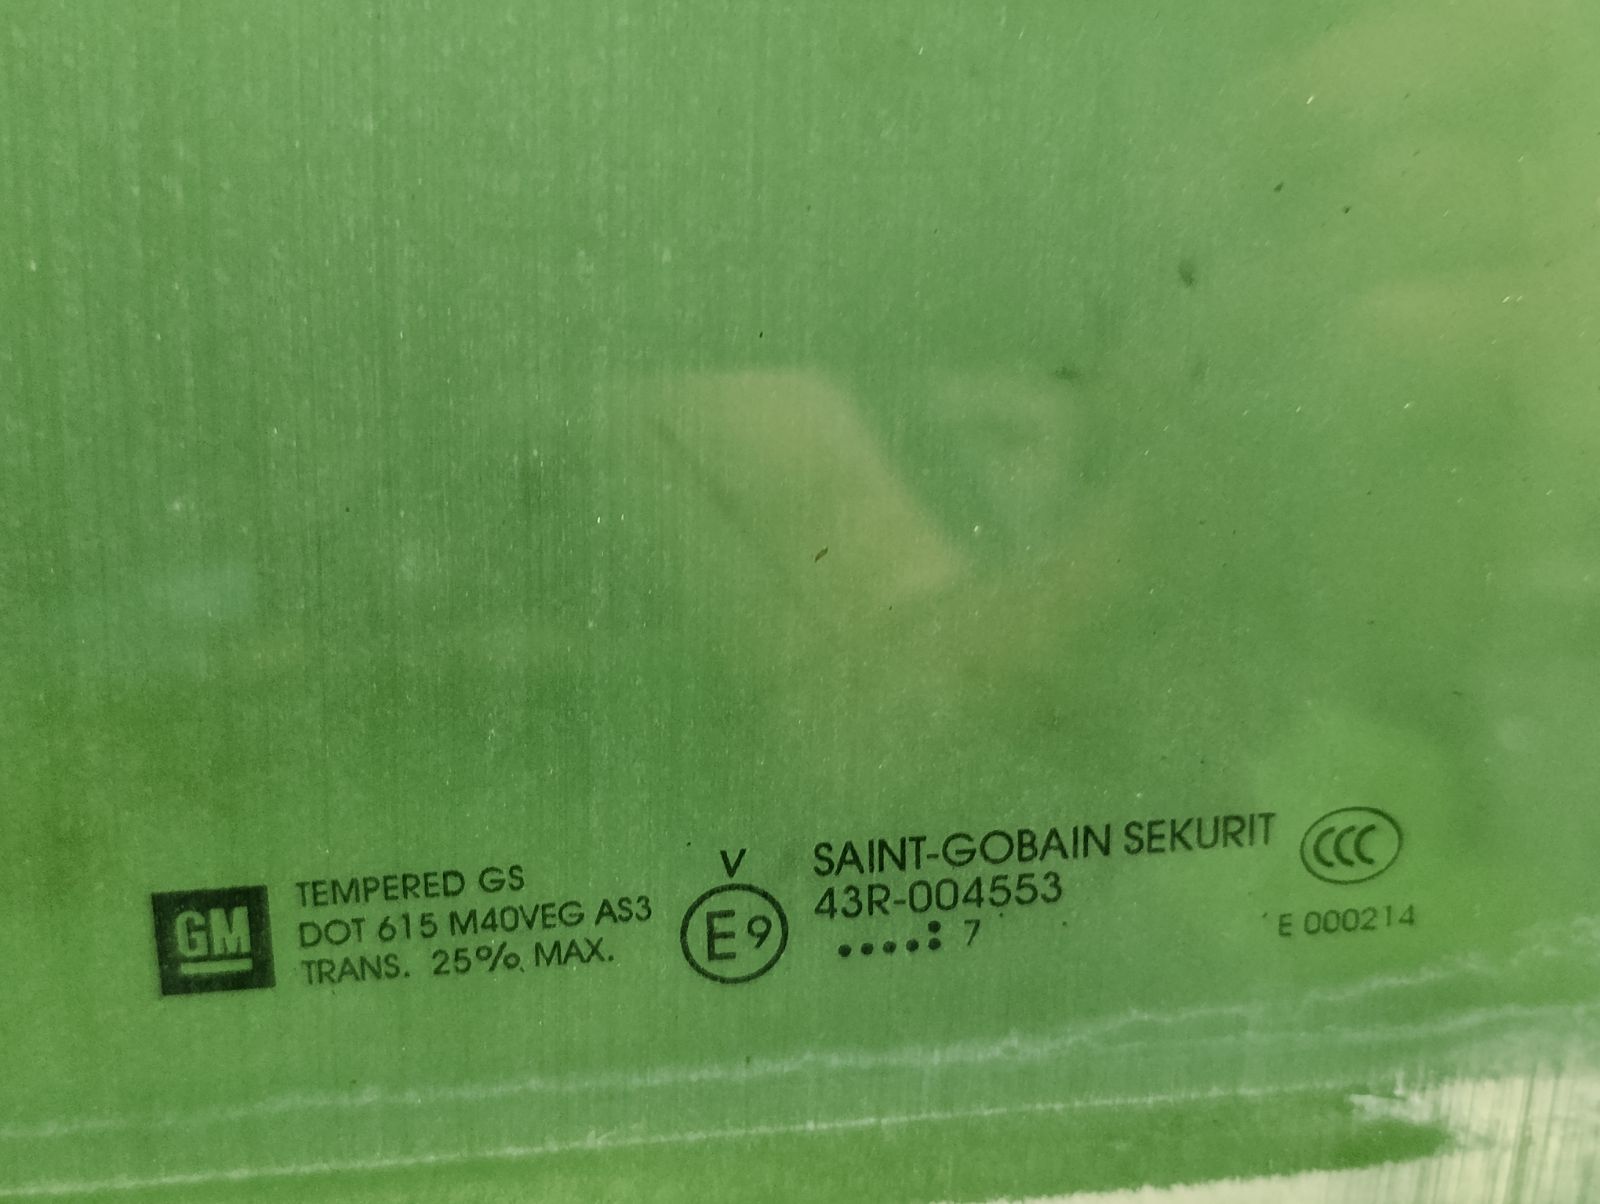 GM
TEMPERED GS
DOT 615 M40VEG AS3
TRANS. 25% MAX.
V
E9
SAINT-GOBAIN SEKURIT
43R-004553
.....: 7
CCC
E 000214